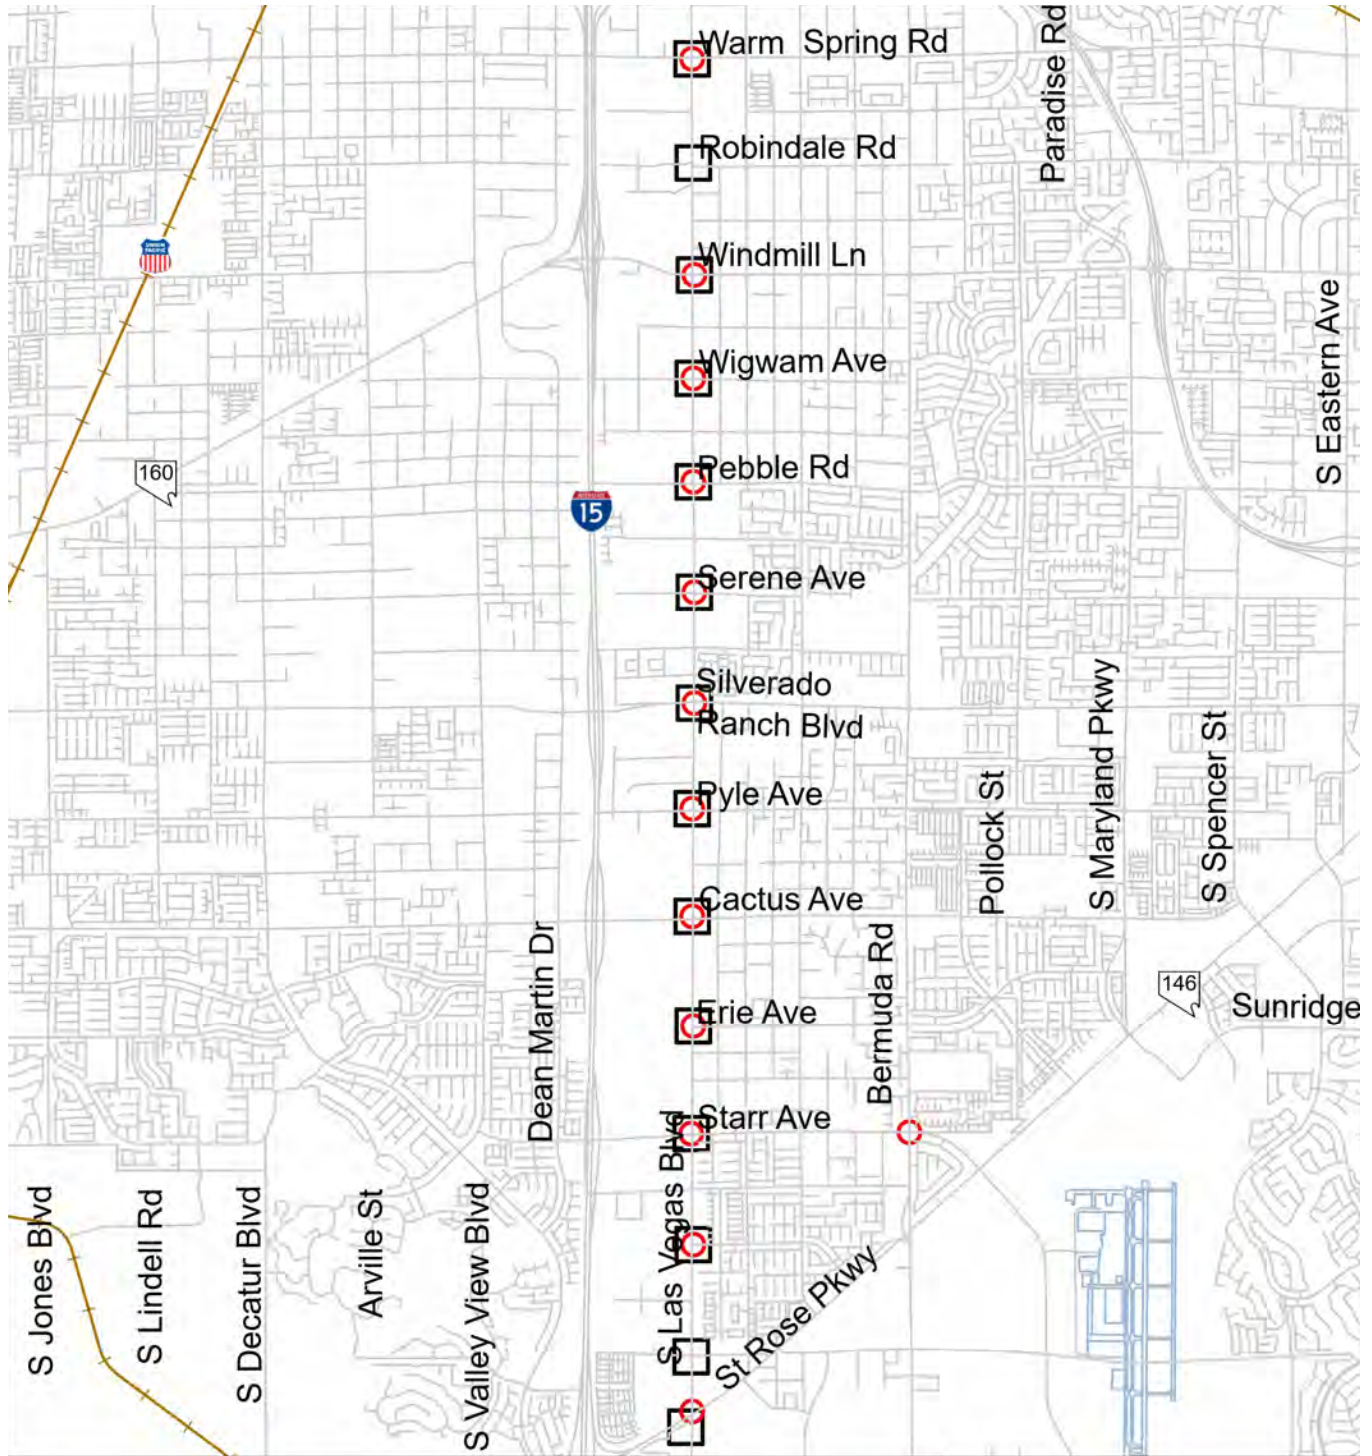 Warm  Spring Rd
Paradise Rd
Robindale Rd
UNION
PACIFIC
Windmill Ln
S Eastern Ave
Wigwam Ave
Pebble Rd
160
15
Serene Ave
Silverado
Ranch Blvd
S Maryland Pkwy
S Spencer St
Pyle Ave
Pollock St
Cactus Ave
Dean Martin Dr
Bermuda Rd
146
Sunridge
Erie Ave
Starr Ave
S Las Vegas Blvd
S Jones Blvd
S Lindell Rd
S Decatur Blvd
Arville St
S Valley View Blvd
St Rose Pkwy